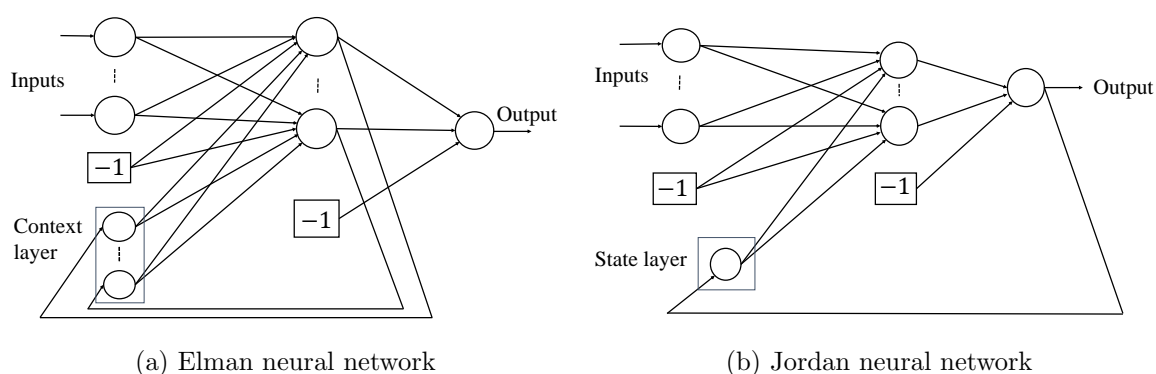 Inputs
−1
−1
Output
Context
layer
(a) Elman neural network
Inputs
−1
−1
Output
State layer
(b) Jordan neural network